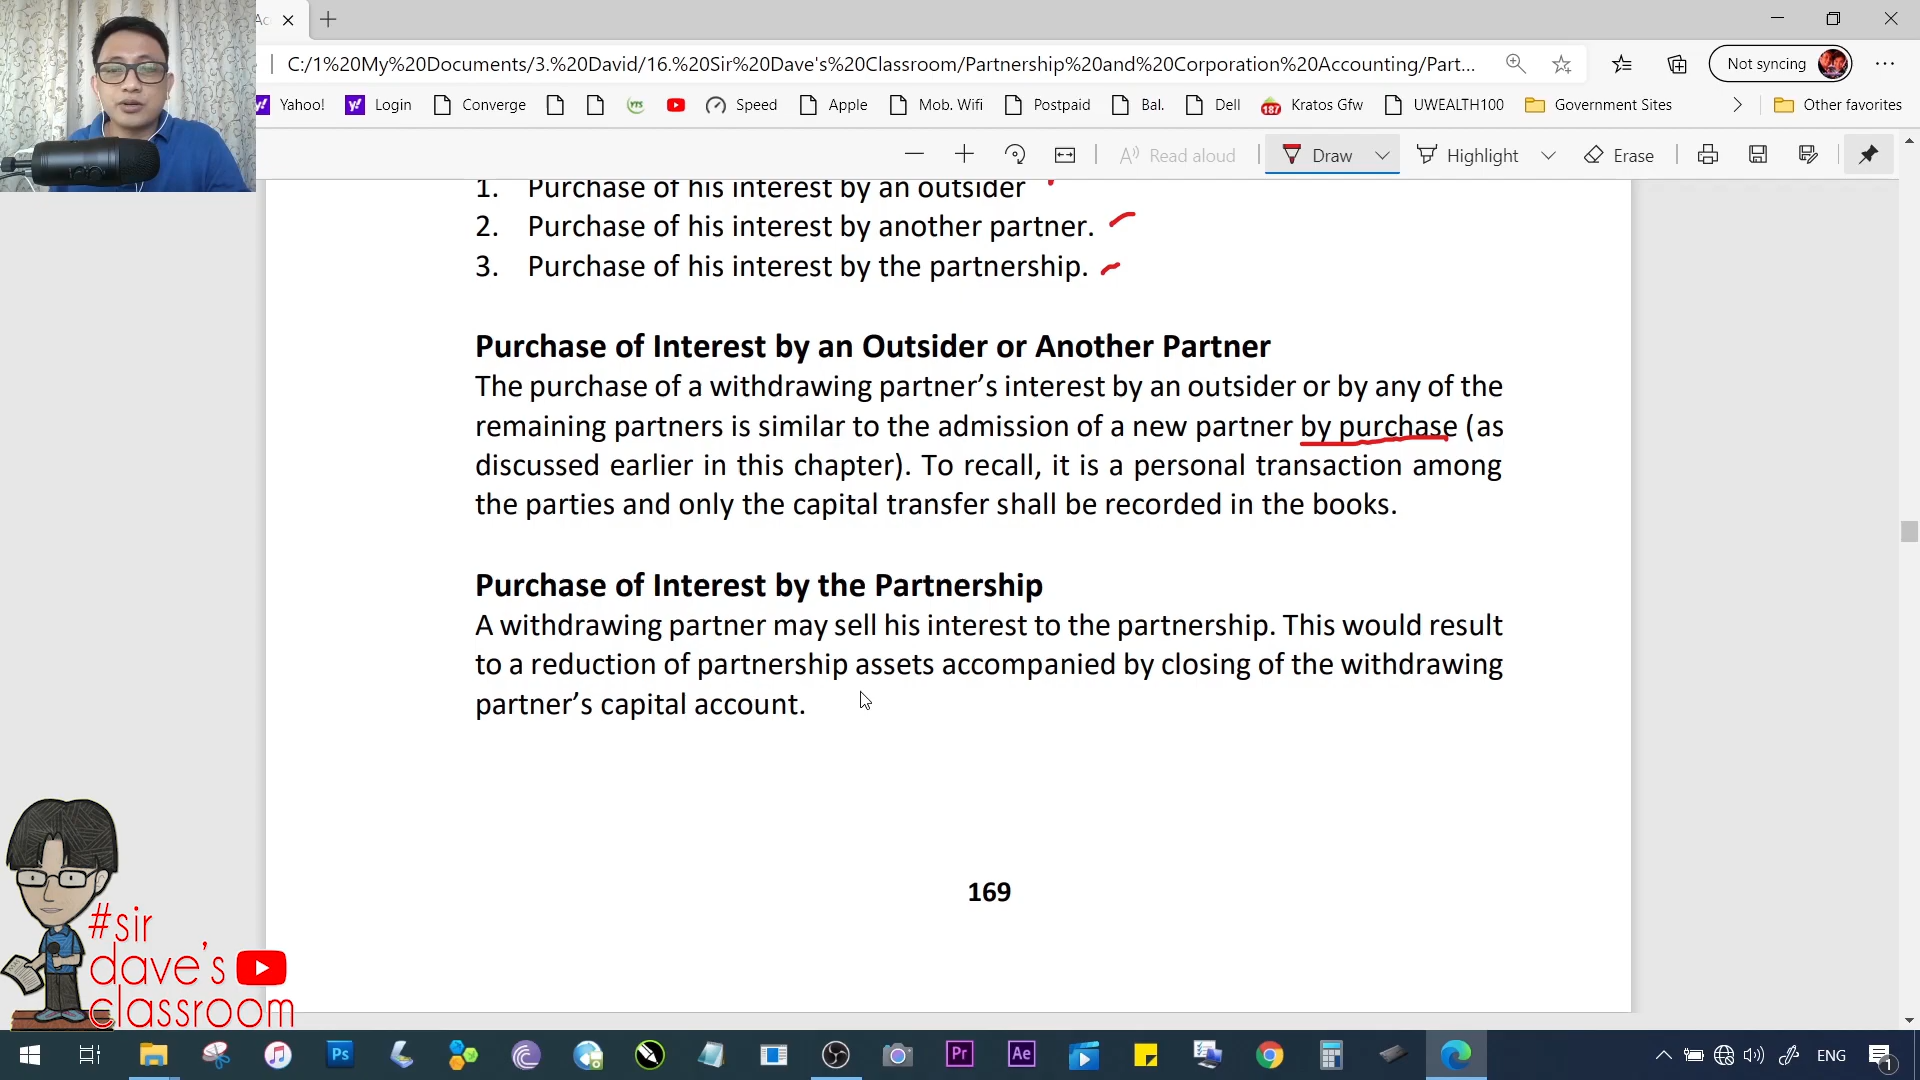 Ac
C:/1%20My%20Documents/3.%20David/16.%20Sir%20Dave's%20Classroom/Partnership%20and%20Corporation%20Accounting/Part...
Not syncing
Yahoo!
Login
Converge
YTS
Speed
Apple
Mob. Wifi
Postpaid
Bal.
Dell
187
Kratos Gfw
UWEALTH100
Government Sites
Other favorites
Read aloud
Draw
Highlight
Erase
1. Purchase of his interest by an outsider
2. Purchase of his interest by another partner.
3. Purchase of his interest by the partnership.
Purchase of Interest by an Outsider or Another Partner
The purchase of a withdrawing partner’s interest by an outsider or by any of the
remaining partners is similar to the admission of a new partner by purchase (as
discussed earlier in this chapter). To recall, it is a personal transaction among
the parties and only the capital transfer shall be recorded in the books.
Purchase of Interest by the Partnership
A withdrawing partner may sell his interest to the partnership. This would result
to a reduction of partnership assets accompanied by closing of the withdrawing
partner’s capital account.
169
#sir
dave's
classroom
Ps
Pr
Ae
ENG
1